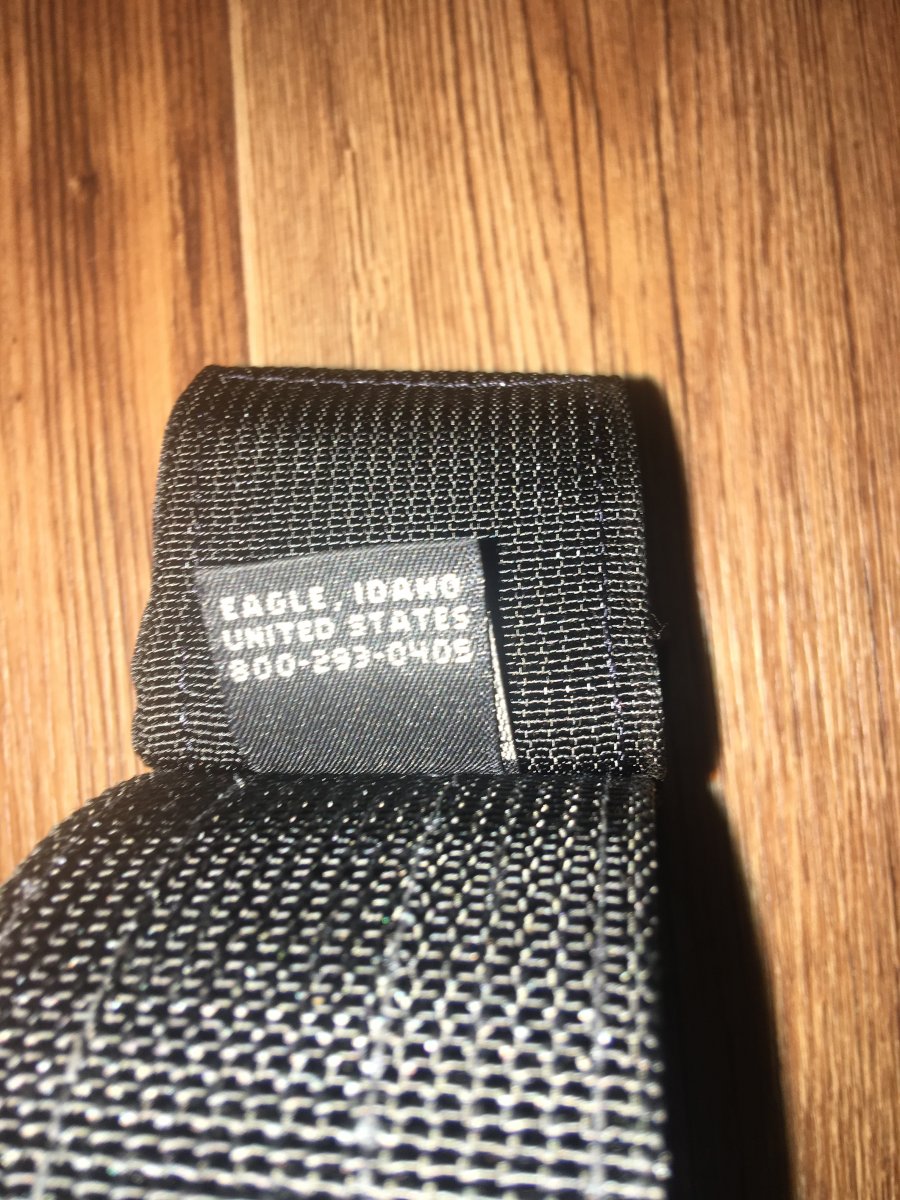 EAGLE, IDAHO
UNITED STATES
800-293-0405